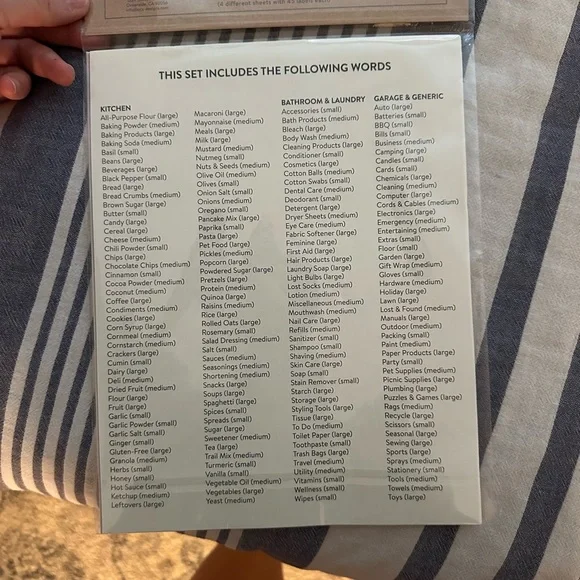 (4 different sheets with 45 labels each)
THIS SET INCLUDES THE FOLLOWING WORDS
KITCHEN
All-Purpose Flour (large)
Baking Powder (medium)
Baking Products (large)
Baking Soda (medium)
Basil (small)
Beans (large)
Beverages (large)
Black Pepper (small)
Bread (large)
Bread Crumbs (medium)
Brown Sugar (large)
Butter (small)
Candy (large)
Cereal (large)
Cheese (medium)
Chili Powder (small)
Chips (large)
Chocolate Chips (medium)
Cinnamon (small)
Cocoa Powder (medium)
Coconut (medium)
Coffee (large)
Condiments (medium)
Cookies (large)
Corn Syrup (large)
Cornmeal (medium)
Cornstarch (medium)
Crackers (large)
Cumin (small)
Dairy (large)
Deli (medium)
Dried Fruit (medium)
Flour (large)
Fruit (large)
Garlic (small)
Garlic Powder (small)
Garlic Salt (small)
Ginger (small)
Gluten-Free (large)
Granola (medium)
Herbs (small)
Honey (small)
Hot Sauce (small)
Ketchup (medium)
Leftovers (large)
Macaroni (large)
Mayonnaise (medium)
Meals (large)
Milk (large)
Mustard (medium)
Nutmeg (small)
Nuts & Seeds (medium)
Olive Oil (medium)
Olives (small)
Onion Salt (small)
Onions (medium)
Oregano (small)
Pancake Mix (large)
Paprika (small)
Pasta (large)
Pet Food (large)
Pickles (medium)
Popcorn (large)
Powdered Sugar (large)
Pretzels (large)
Protein (medium)
Quinoa (large)
Raisins (medium)
Rice (large)
Rolled Oats (large)
Rosemary (small)
Salad Dressing (medium)
Salt (small)
Sauces (medium)
Seasonings (medium)
Shortening (medium)
Snacks (large)
Soups (large)
Spaghetti (large)
Spices (small)
Spreads (small)
Sugar (large)
Sweetener (medium)
Tea (large)
Trail Mix (medium)
Turmeric (small)
Vanilla (small)
Vegetable Oil (medium)
Vegetables (large)
Yeast (medium)
BATHROOM & LAUNDRY
Accessories (small)
Bath Products (medium)
Bleach (large)
Body Wash (medium)
Cleaning Products (large)
Conditioner (small)
Cosmetics (large)
Cotton Balls (medium)
Cotton Swabs (small)
Dental Care (medium)
Deodorant (small)
Detergent (large)
Dryer Sheets (medium)
Eye Care (medium)
Fabric Softener (large)
Feminine (large)
First Aid (large)
Hair Products (large)
Laundry Soap (large)
Light Bulbs (large)
Lost Socks (medium)
Lotion (medium)
Miscellaneous (medium)
Mouthwash (medium)
Nail Care (large)
Refills (medium)
Sanitizer (small)
Shampoo (small)
Shaving (medium)
Skin Care (large)
Soap (small)
Stain Remover (small)
Starch (large)
Storage (large)
Styling Tools (large)
Tissue (large)
To Do (medium)
Toilet Paper (large)
Toothpaste (small)
Trash Bags (large)
Travel (medium)
Utility (medium)
Vitamins (small)
Wellness (small)
Wipes (small)
GARAGE & GENERIC
Auto (large)
Batteries (small)
BBQ (small)
Bills (small)
Business (medium)
Camping (large)
Candles (small)
Cards (small)
Chemicals (large)
Cleaning (medium)
Computer (large)
Cords & Cables (medium)
Electronics (large)
Emergency (medium)
Entertaining (medium)
Extras (small)
Floor (small)
Garden (large)
Gift Wrap (medium)
Gloves (small)
Hardware (medium)
Holiday (large)
Lawn (large)
Lost & Found (medium)
Manuals (large)
Outdoor (medium)
Packing (small)
Paint (medium)
Paper Products (large)
Party (small)
Pet Supplies (medium)
Picnic Supplies (large)
Plumbing (large)
Puzzles & Games (large)
Rags (medium)
Recycle (large)
Scissors (small)
Seasonal (large)
Sewing (large)
Sports (large)
Sprays (medium)
Stationery (small)
Tools (medium)
Towels (medium)
Toys (large)